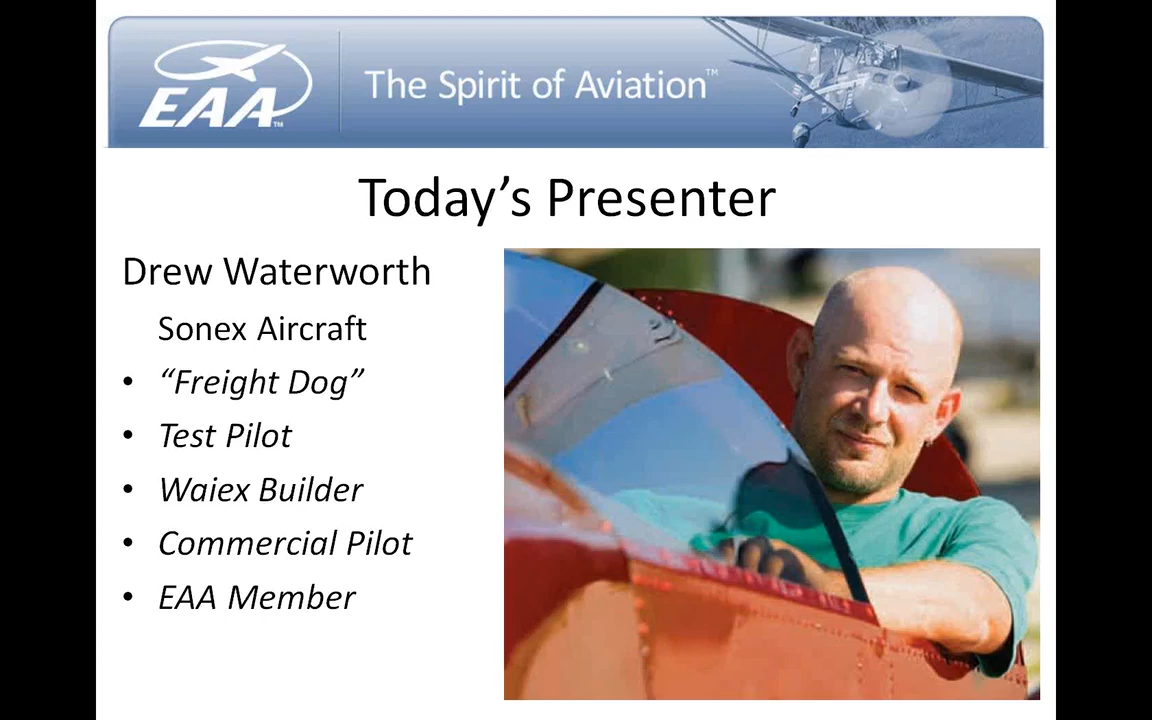 EAA™
The Spirit of Aviation™
Today’s Presenter
Drew Waterworth
Sonex Aircraft
• “Freight Dog”
• Test Pilot
• Waiex Builder
• Commercial Pilot
• EAA Member